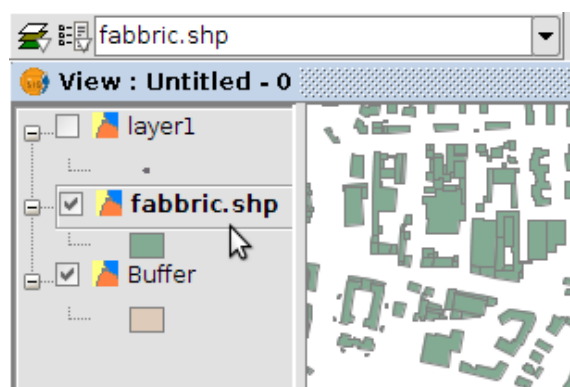 fabbric.shp
View : Untitled - 0
layer1
fabbric.shp
Buffer